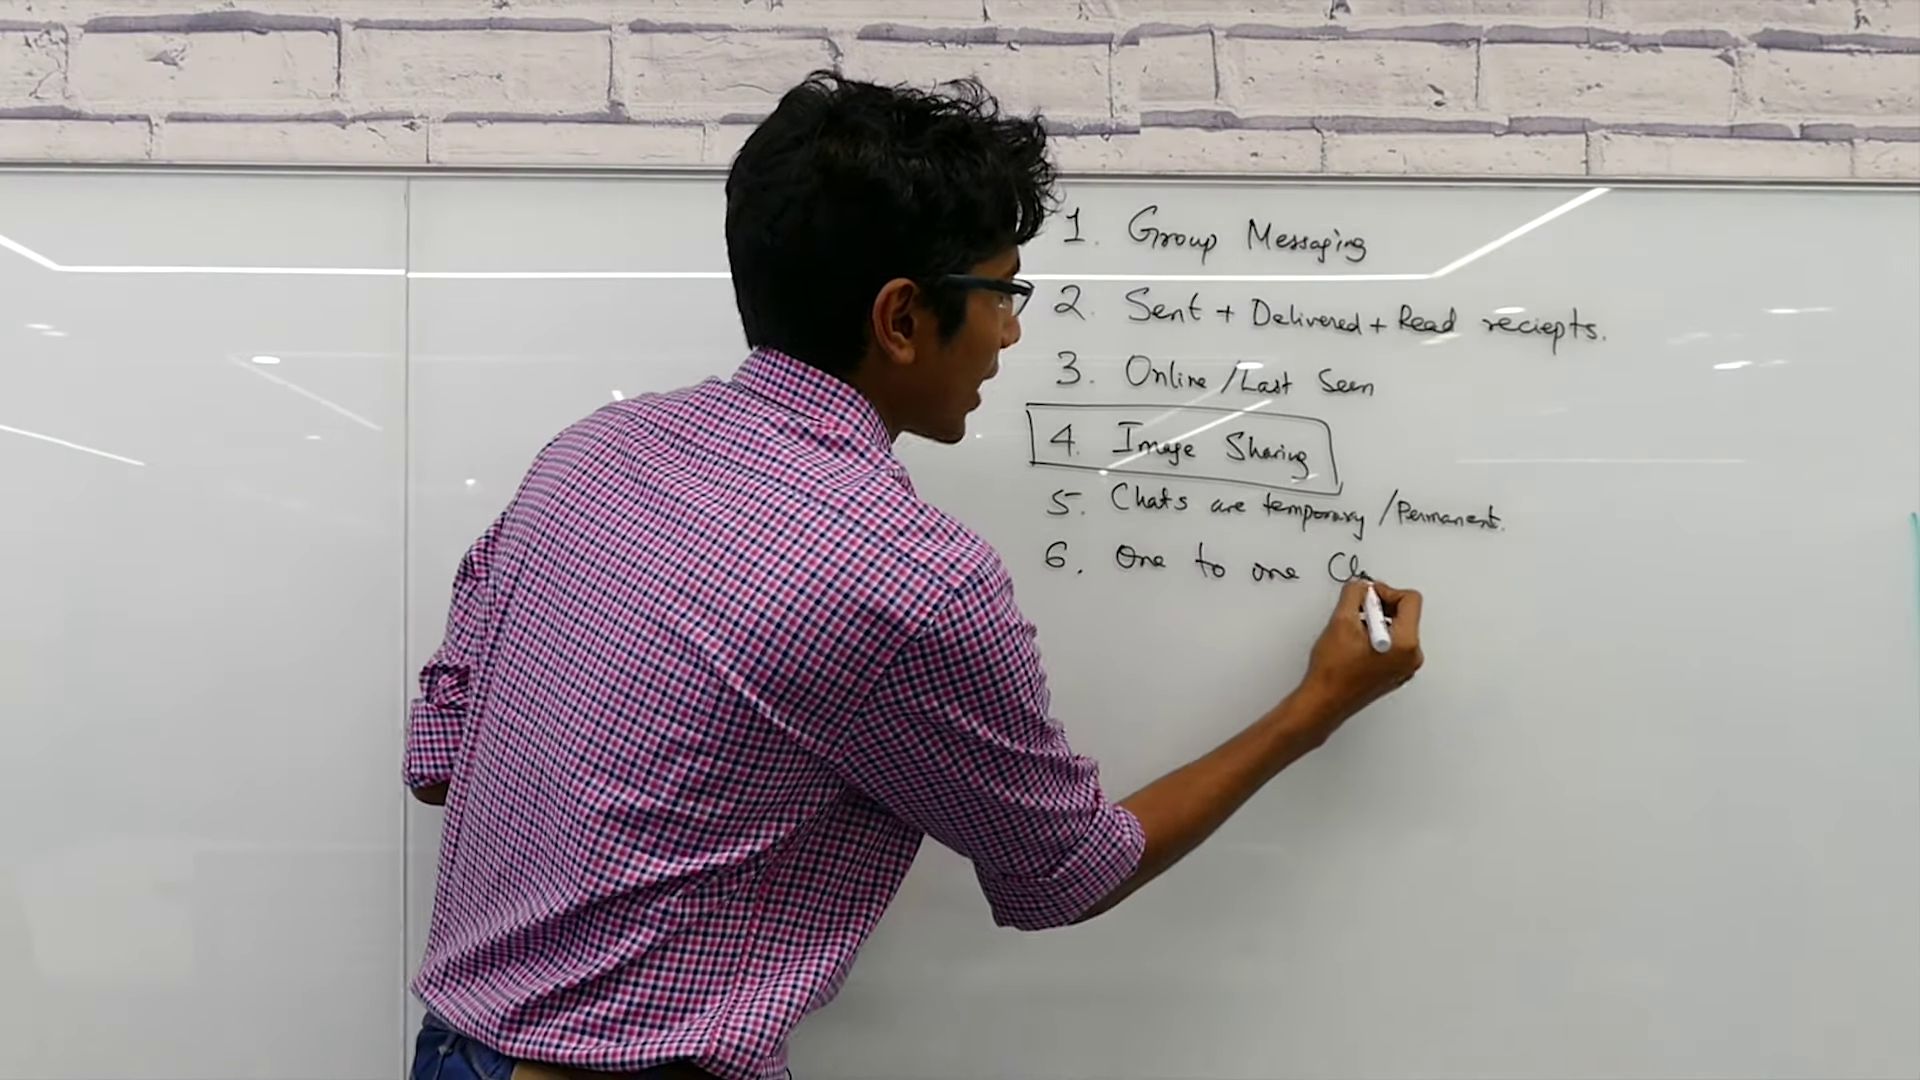 1. Group Messaging
2. Sent + Delivered + Read reciepts.
3. Online / Last Seen
4. Image Sharing
5. Chats are temporary / Permanent.
6. One to one